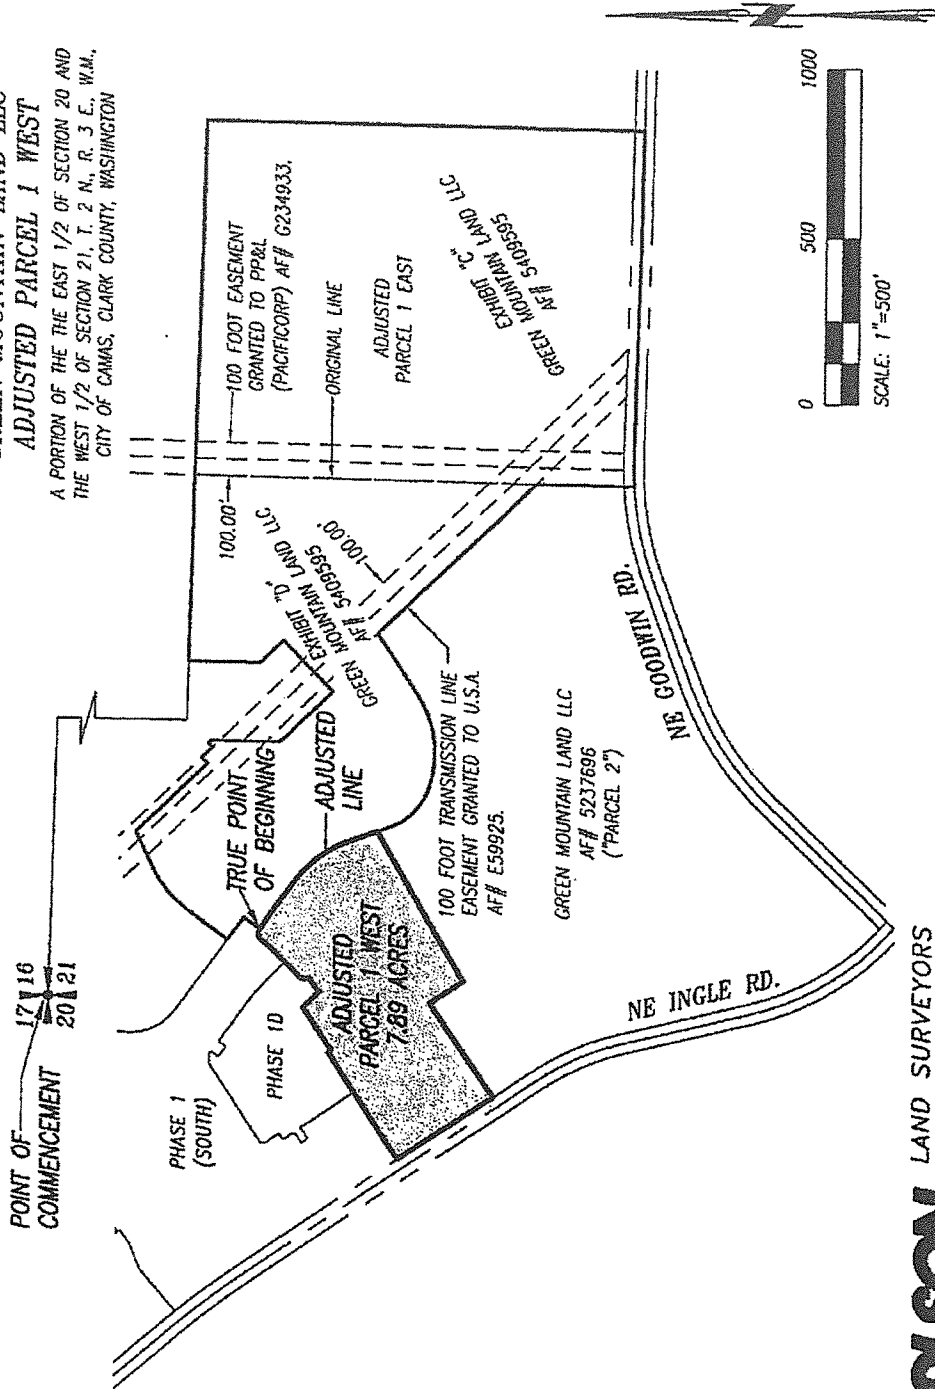 ADJUSTED PARCEL 1 WEST
A PORTION OF THE THE EAST 1/2 OF SECTION 20 AND
THE WEST 1/2 OF SECTION 21, T. 2 N., R. 3 E., W.M.,
CITY OF CAMAS, CLARK COUNTY, WASHINGTON
POINT OF
COMMENCEMENT
17 16
20 21
100 FOOT EASEMENT
GRANTED TO PP&L
(PACIFICORP) AF# G234933.
ORIGINAL LINE
ADJUSTED
PARCEL 1 EAST
EXHIBIT "C"
GREEN MOUNTAIN LAND LLC
AF# 5409595
100.00'
EXHIBIT "D"
GREEN MOUNTAIN LAND LLC
AF# 5409595
100.00'
TRUE POINT
OF BEGINNING
ADJUSTED
LINE
PHASE 1
(SOUTH)
PHASE 1D
ADJUSTED
PARCEL 1 WEST
7.89 ACRES
100 FOOT TRANSMISSION LINE
EASEMENT GRANTED TO U.S.A.
AF# E59925.
GREEN MOUNTAIN LAND LLC
AF# 5237696
("PARCEL 2")
NE GOODWIN RD.
NE INGLE RD.
0 500 1000
SCALE: 1"=500'
LAND SURVEYORS